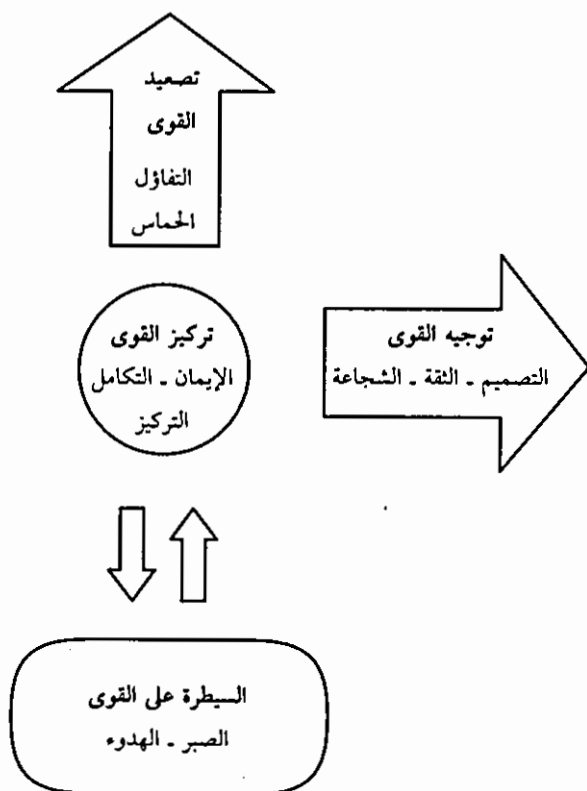 تصعيد
القوى
التفاؤل
الحماس
تركيز القوى
الإيمان ـ التكامل
التركيز
توجيه القوى
التصميم ـ الثقة ـ الشجاعة
السيطرة على القوى
الصبر ـ الهدوء